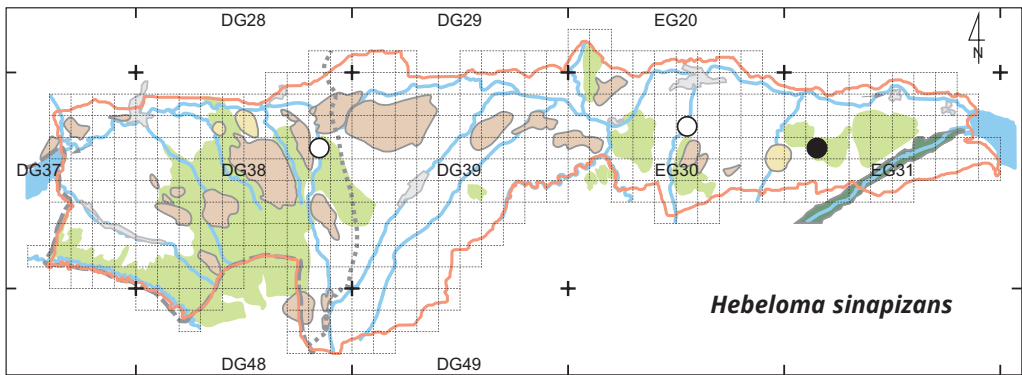 DG28 DG29 EG20
N
DG37 DG38 DG39 EG30 EG31
Hebeloma sinapizans
DG48 DG49